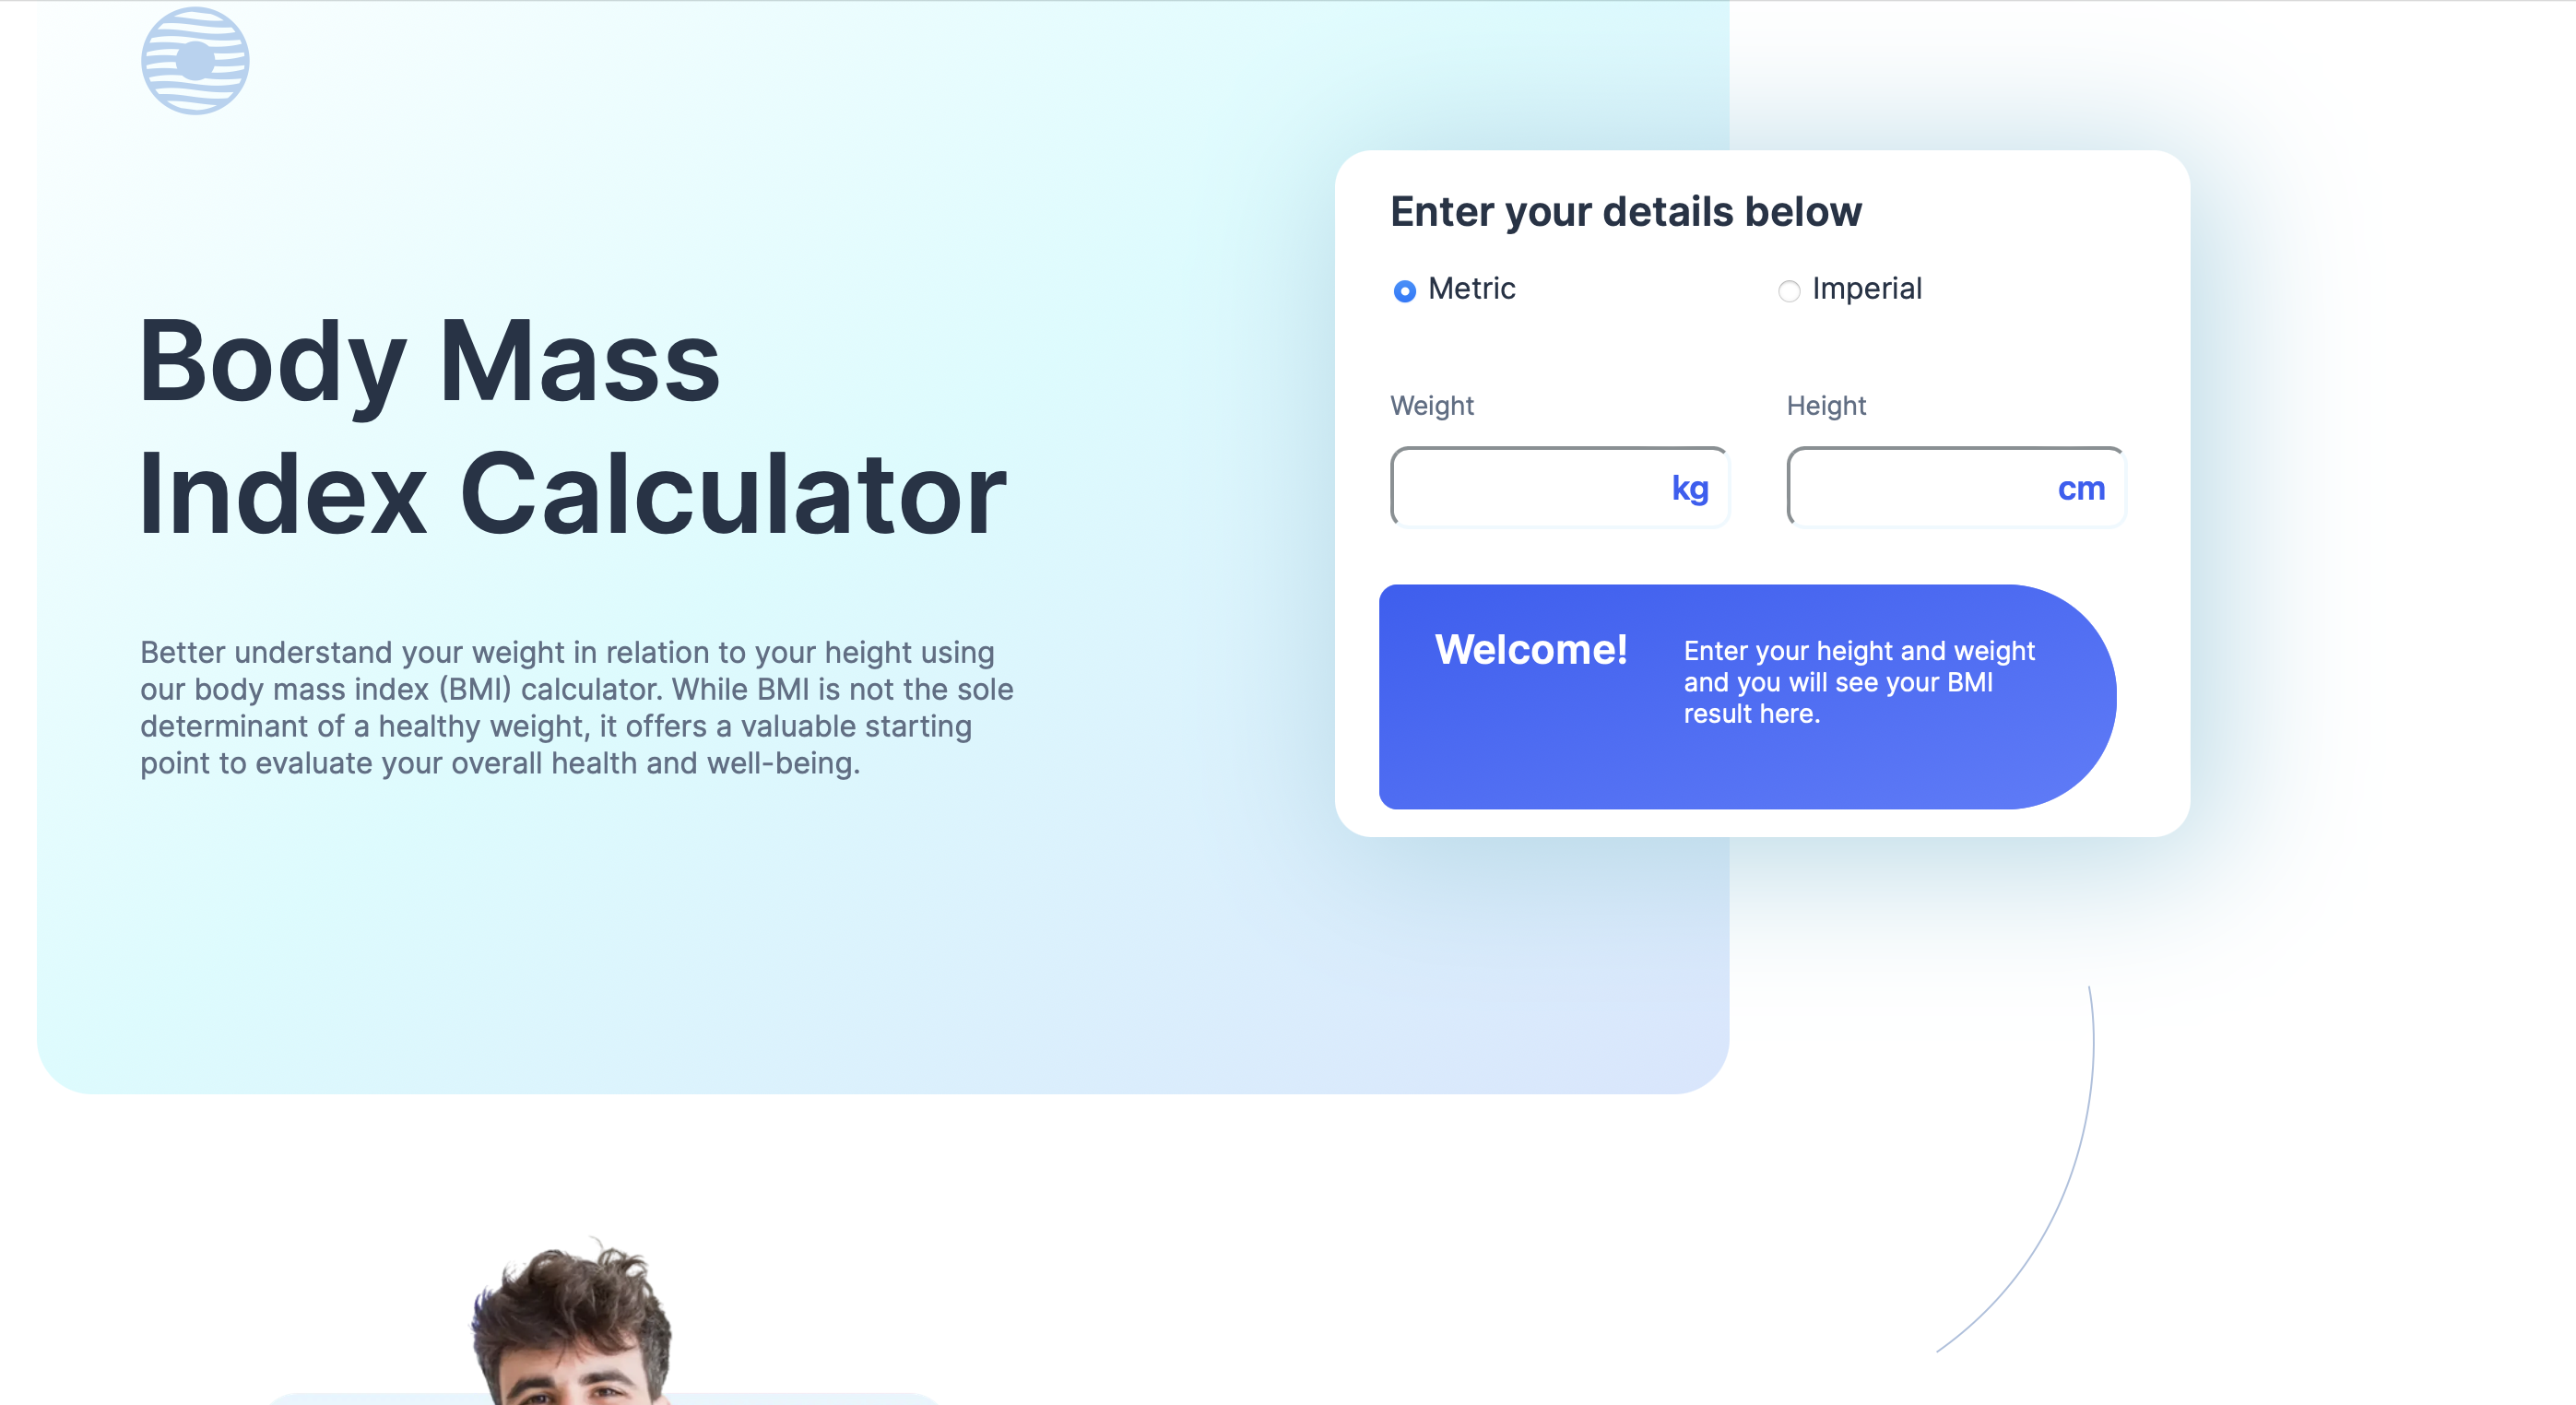 Body Mass
Index Calculator
Better understand your weight in relation to your height using
our body mass index (BMI) calculator. While BMI is not the sole
determinant of a healthy weight, it offers a valuable starting
point to evaluate your overall health and well-being.
Enter your details below
Metric
Imperial
Weight
Height
kg
cm
Welcome!
Enter your height and weight
and you will see your BMI
result here.